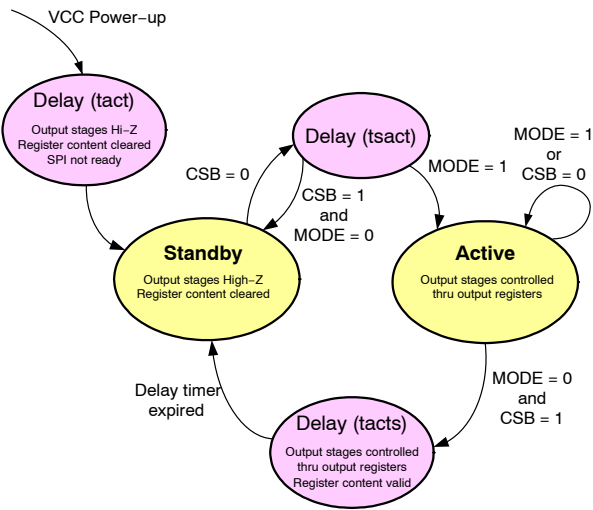 VCC Power-up
Delay (tact)
Output stages Hi-Z
Register content cleared
SPI not ready
Delay (tsact)
CSB = 0
CSB = 1
and
MODE = 0
MODE = 1
MODE = 1
or
CSB = 0
Standby
Output stages High-Z
Register content cleared
Active
Output stages controlled
thru output registers
MODE = 0
and
CSB = 1
Delay timer
expired
Delay (tacts)
Output stages controlled
thru output registers
Register content valid